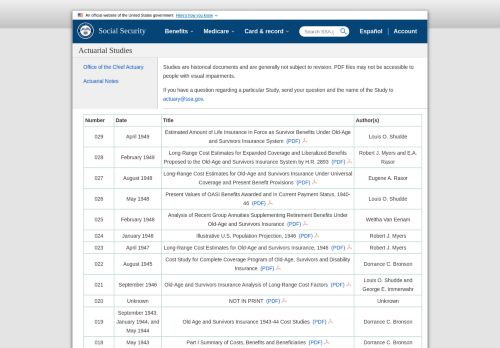 An official website of the United States government Here's how you know
Social Security
Benefits Medicare Card & record
Search SSA.g
Español Account
Actuarial Studies
Office of the Chief Actuary
Actuarial Notes
Studies are historical documents and are generally not subject to revision. PDF files may not be accessible to
people with visual impairments.
If you have a question regarding a particular Study, send your question and the name of the Study to
actuary@ssa.gov.
Number Date Title Author(s)
029 April 1949 Estimated Amount of Life Insurance in Force as Survivor Benefits Under Old-Age
and Survivors Insurance System (PDF) Louis O. Shudde
028 February 1949 Long-Range Cost Estimates for Expanded Coverage and Liberalized Benefits
Proposed to the Old-Age and Survivors Insurance System by H.R. 2893 (PDF) Robert J. Myers and E.A.
Rasor
027 August 1948 Long-Range Cost Estimates for Old-Age and Survivors Insurance Under Universal
Coverage and Present Benefit Provisions (PDF) Eugene A. Rasor
026 May 1948 Present Values of OASI Benefits Awarded and in Current Payment Status, 1940-
46 (PDF) Louis O. Shudde
025 February 1948 Analysis of Recent Group Annuities Supplementing Retirement Benefits Under
Old-Age and Survivors Insurance (PDF) Weltha Van Eenam
024 January 1948 Illustrative U.S. Population Projection, 1946 (PDF) Robert J. Myers
023 April 1947 Long-Range Cost Estimates for Old-Age and Survivors Insurance, 1946 (PDF) Robert J. Myers
022 August 1945 Cost Study for Complete Coverage Program of Old-Age, Survivors and Disability
Insurance (PDF) Dorrance C. Bronson
021 September 1946 Old-Age and Survivors Insurance Analysis of Long-Range Cost Factors (PDF) Louis O. Shudde and
George E. Immerwahr
020 Unknown NOT IN PRINT (PDF) Unknown
019 September 1943,
January 1944, and
May 1944 Old Age and Survivors Insurance 1943-44 Cost Studies (PDF) Dorrance C. Bronson
018 May 1943 Part I Summary of Costs, Benefits and Beneficiaries (PDF) Dorrance C. Bronson